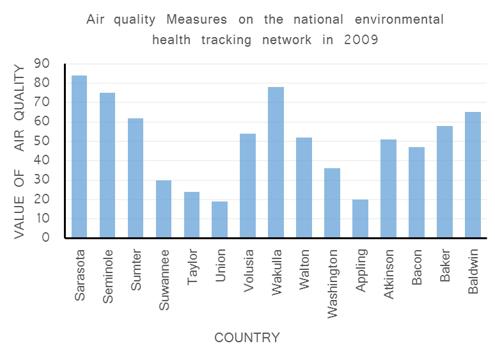 Air quality Measures on the national environmental
health tracking network in 2009
VALUE OF AIR QUALITY
90
80
70
60
50
40
30
20
10
0
Sarasota
Seminole
Sumter
Suwannee
Taylor
Union
Volusia
Wakulla
Walton
Washington
Appling
Atkinson
Bacon
Baker
Baldwin
COUNTRY